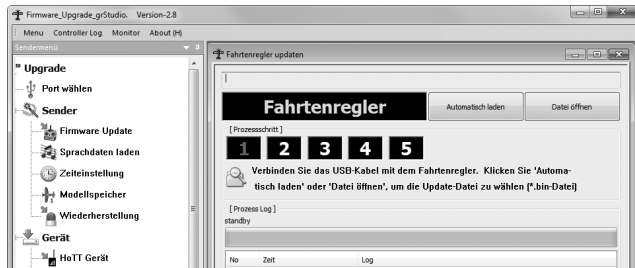 Firmware_Upgrade_grStudio. Version-2.8
Menu Controller Log Monitor About (H)
Sendermenü
Upgrade
Port wählen
Sender
Firmware Update
Sprachdaten laden
Zeiteinstellung
Modellspeicher
Wiederherstellung
Gerät
HoTT Gerät
Fahrtenregler updaten
Fahrtenregler
Automatisch laden
Datei öffnen
[ Prozessschritt ]
1 2 3 4 5
Verbinden Sie das USB-Kabel mit dem Fahrtenregler. Klicken Sie 'Automa-
tisch laden' oder 'Datei öffnen', um die Update-Datei zu wählen (*.bin-Datei)
[ Prozess Log ]
standby
No Zeit Log